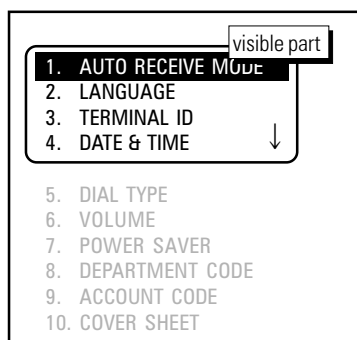 visible part
1. AUTO RECEIVE MODE
2. LANGUAGE
3. TERMINAL ID
4. DATE & TIME ↓
5. DIAL TYPE
6. VOLUME
7. POWER SAVER
8. DEPARTMENT CODE
9. ACCOUNT CODE
10. COVER SHEET